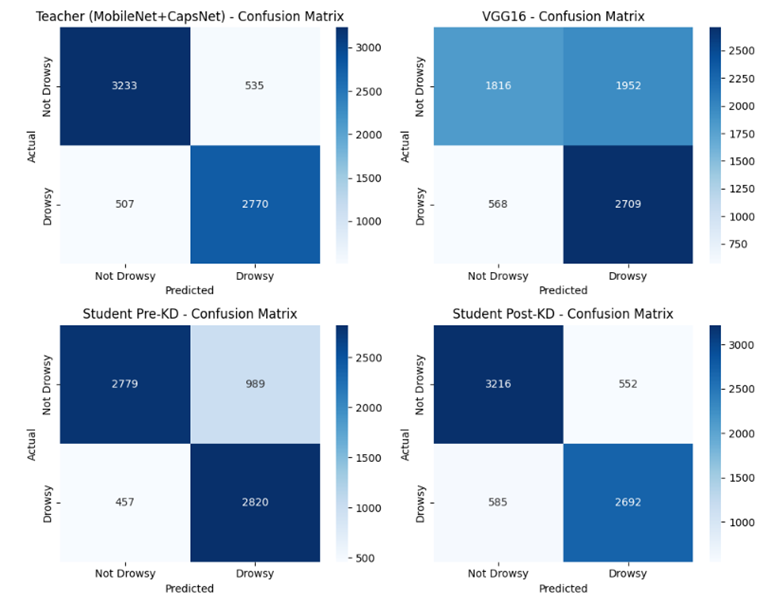 Teacher (MobileNet+CapsNet) - Confusion Matrix
Not Drowsy
Drowsy
Actual
3233
535
507
2770
Not Drowsy
Drowsy
Predicted
3000
2500
2000
1500
1000
VGG16 - Confusion Matrix
Not Drowsy
Drowsy
Actual
1816
1952
568
2709
Not Drowsy
Drowsy
Predicted
2500
2250
2000
1750
1500
1250
1000
750
Student Pre-KD - Confusion Matrix
Not Drowsy
Drowsy
Actual
2779
989
457
2820
Not Drowsy
Drowsy
Predicted
2500
2000
1500
1000
500
Student Post-KD - Confusion Matrix
Not Drowsy
Drowsy
Actual
3216
552
585
2692
Not Drowsy
Drowsy
Predicted
3000
2500
2000
1500
1000